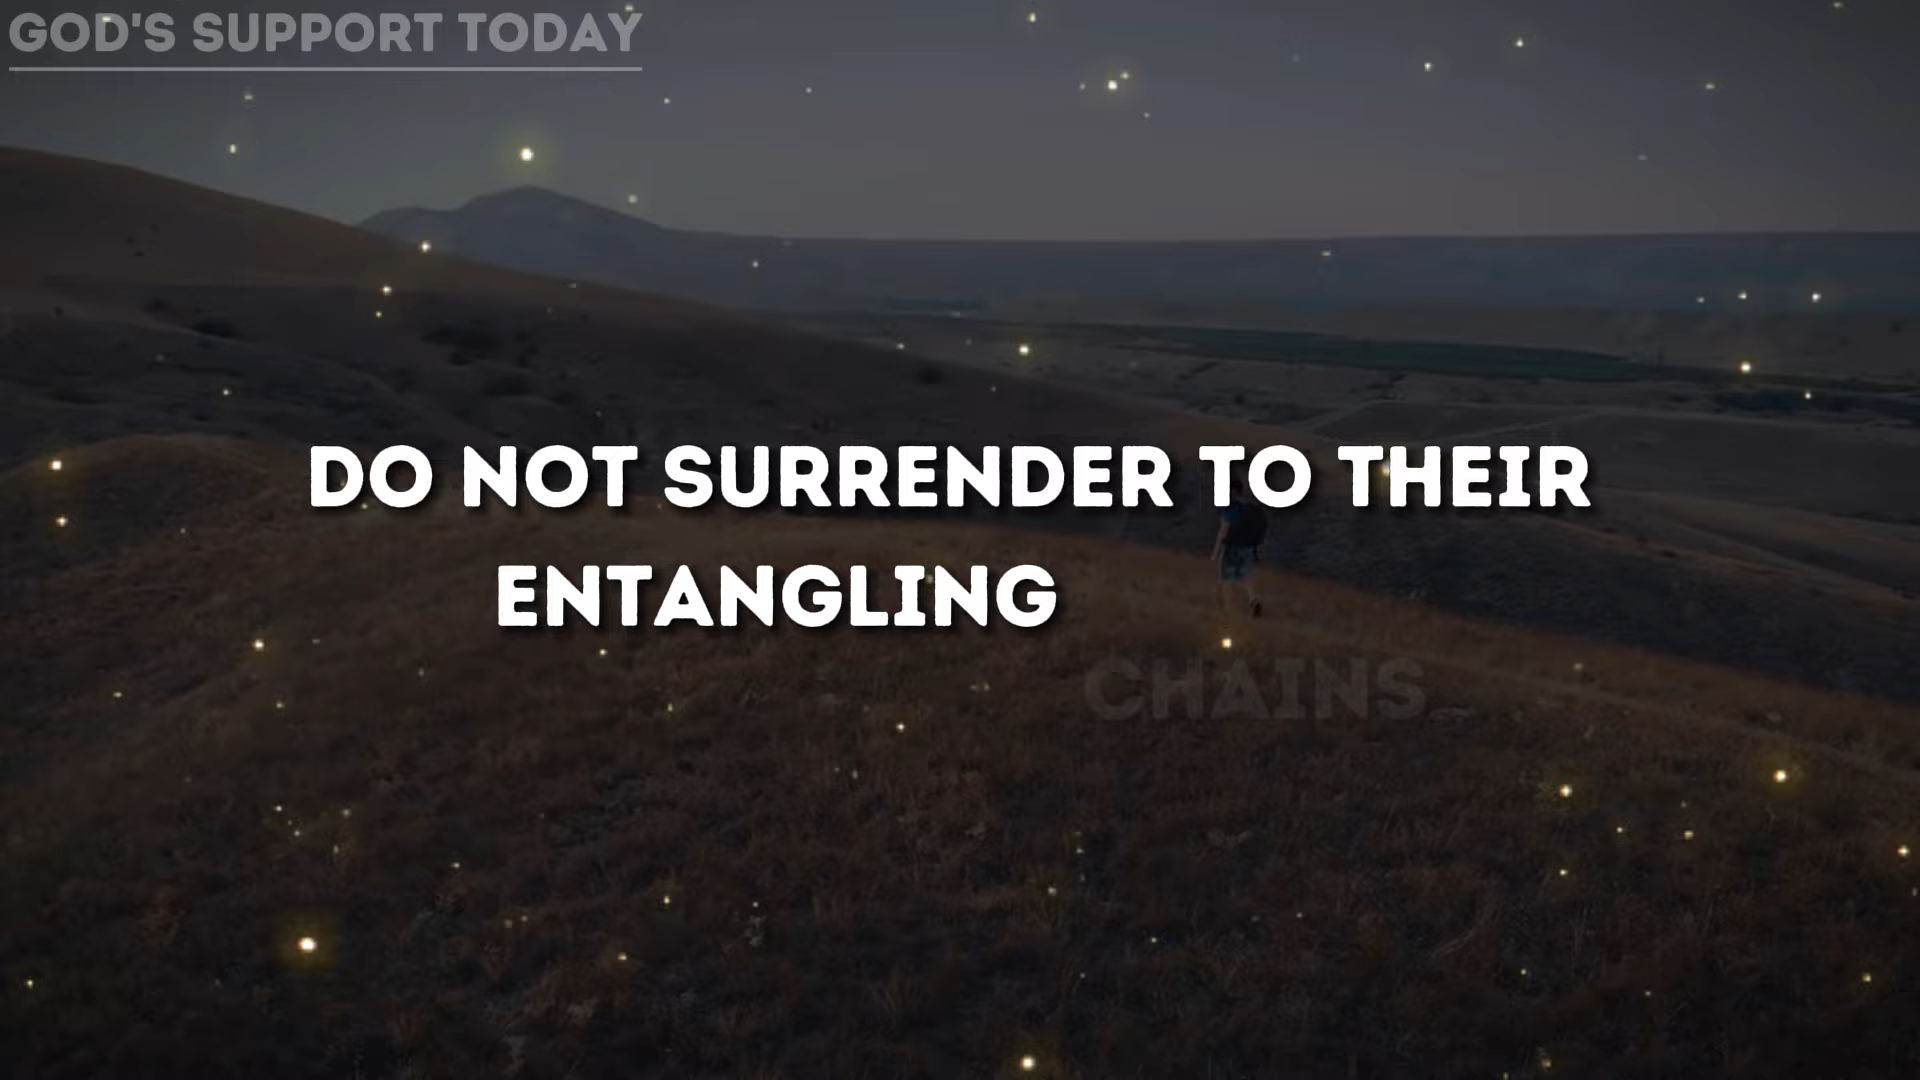 GOD'S SUPPORT TODAY
DO NOT SURRENDER TO THEIR
ENTANGLING
CHAINS